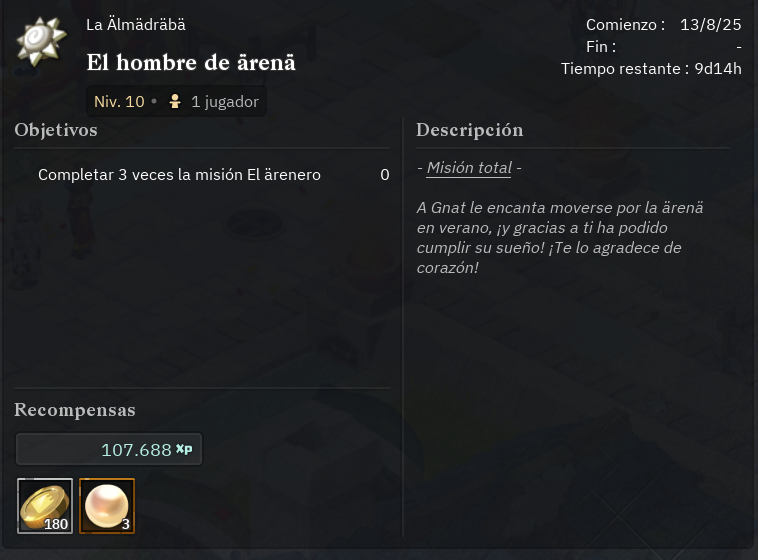 La Älmädräbä
El hombre de ärenä
Niv. 10 • 1 jugador
Comienzo : 13/8/25
Fin : -
Tiempo restante : 9d14h
Objetivos
Completar 3 veces la misión El ärenero 0
Descripción
- Misión total -
A Gnat le encanta moverse por la ärenä
en verano, ¡y gracias a ti ha podido
cumplir su sueño! ¡Te lo agradece de
corazón!
Recompensas
107.688 XP
180
3